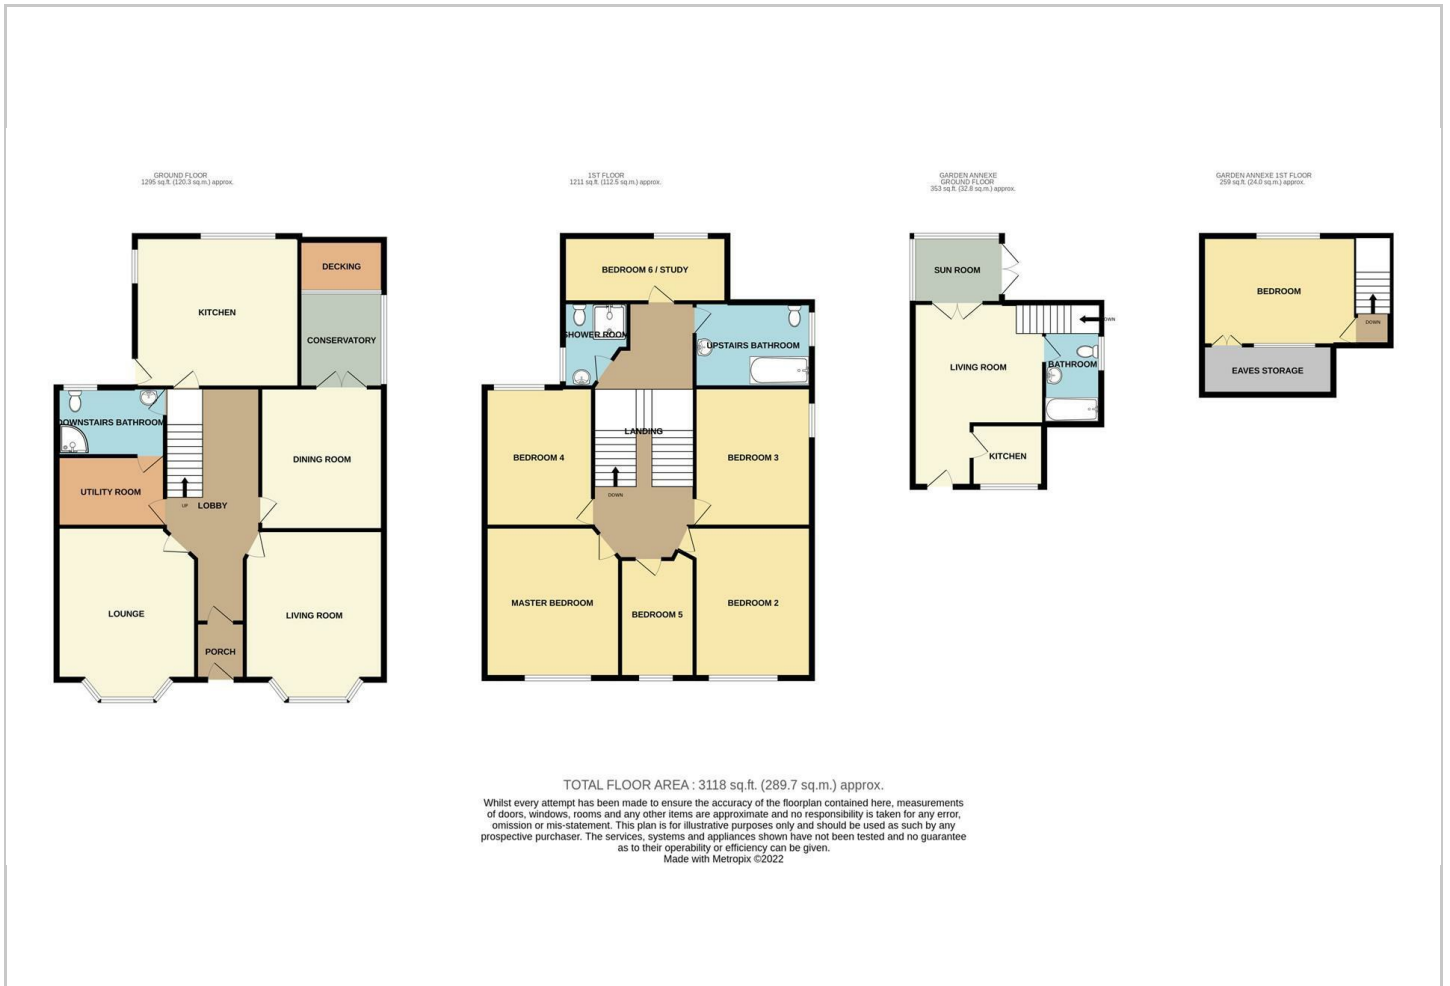 GROUND FLOOR
1295 sq.ft. (120.3 sq.m.) approx.
DECKING
KITCHEN
CONSERVATORY
DOWNSTAIRS BATHROOM
DINING ROOM
UTILITY ROOM
UP
LOBBY
LOUNGE
LIVING ROOM
PORCH
1ST FLOOR
1211 sq.ft. (112.5 sq.m.) approx.
BEDROOM 6 / STUDY
SHOWER ROOM
UPSTAIRS BATHROOM
LANDING
BEDROOM 4
BEDROOM 3
DOWN
MASTER BEDROOM
BEDROOM 5
BEDROOM 2
GARDEN ANNEXE
GROUND FLOOR
353 sq.ft. (32.8 sq.m.) approx.
SUN ROOM
DOWN
LIVING ROOM
BATHROOM
KITCHEN
GARDEN ANNEXE 1ST FLOOR
259 sq.ft. (24.0 sq.m.) approx.
BEDROOM
DOWN
EAVES STORAGE
TOTAL FLOOR AREA : 3118 sq.ft. (289.7 sq.m.) approx.
Whilst every attempt has been made to ensure the accuracy of the floorplan contained here, measurements
of doors, windows, rooms and any other items are approximate and no responsibility is taken for any error,
omission or mis-statement. This plan is for illustrative purposes only and should be used as such by any
prospective purchaser. The services, systems and appliances shown have not been tested and no guarantee
as to their operability or efficiency can be given.
Made with Metropix ©2022